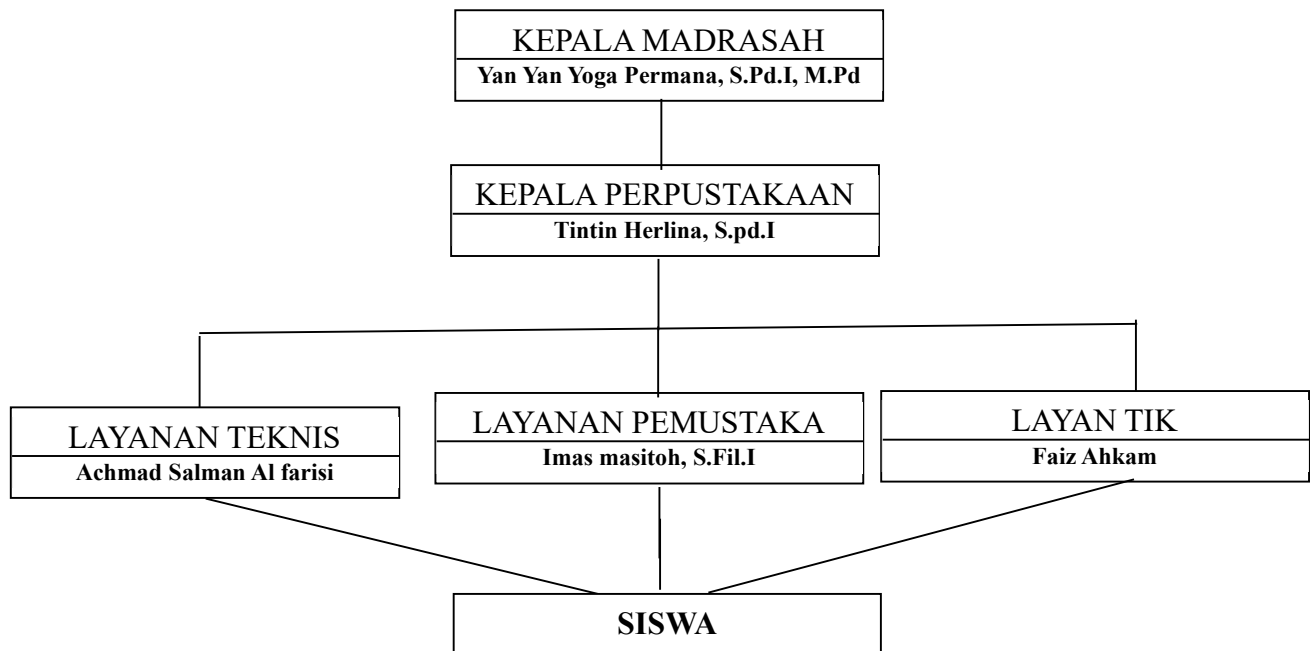 KEPALA MADRASAH
Yan Yan Yoga Permana, S.Pd.I, M.Pd
KEPALA PERPUSTAKAAN
Tintin Herlina, S.pd.I
LAYANAN TEKNIS
Achmad Salman Al farisi
LAYANAN PEMUSTAKA
Imas masitoh, S.Fil.I
LAYAN TIK
Faiz Ahkam
SISWA